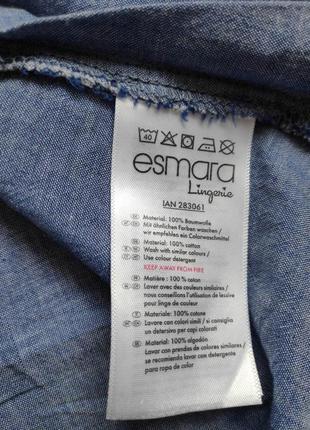 40
esmara
Lingerie
IAN 283061
Material: 100% Baumwolle
Mit ähnlichen Farben waschen /
wir empfehlen ein Colorwaschmittel
Material: 100% cotton
Wash with similar colours /
Use colour detergent
KEEP AWAY FROM FIRE
Matière : 100 % coton
Laver avec des couleurs similaires /
nous conseillons l'utilisation de lessive
pour linge de couleur
Materiale: 100% cotone
Lavare con colori simili / si consiglia
un detersivo per capi colorati
Material: 100% algodón
Lavar con prendas de colores similares /
se recomienda lavar con detergente
para ropa de color